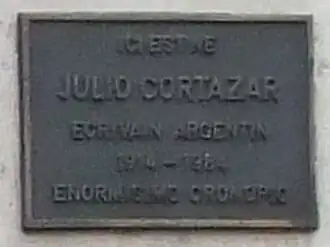 ICI EST NE
JULIO CORTAZAR
ECRIVAIN ARGENTIN
1914-1984
ENORMISIMO CRONOPIO